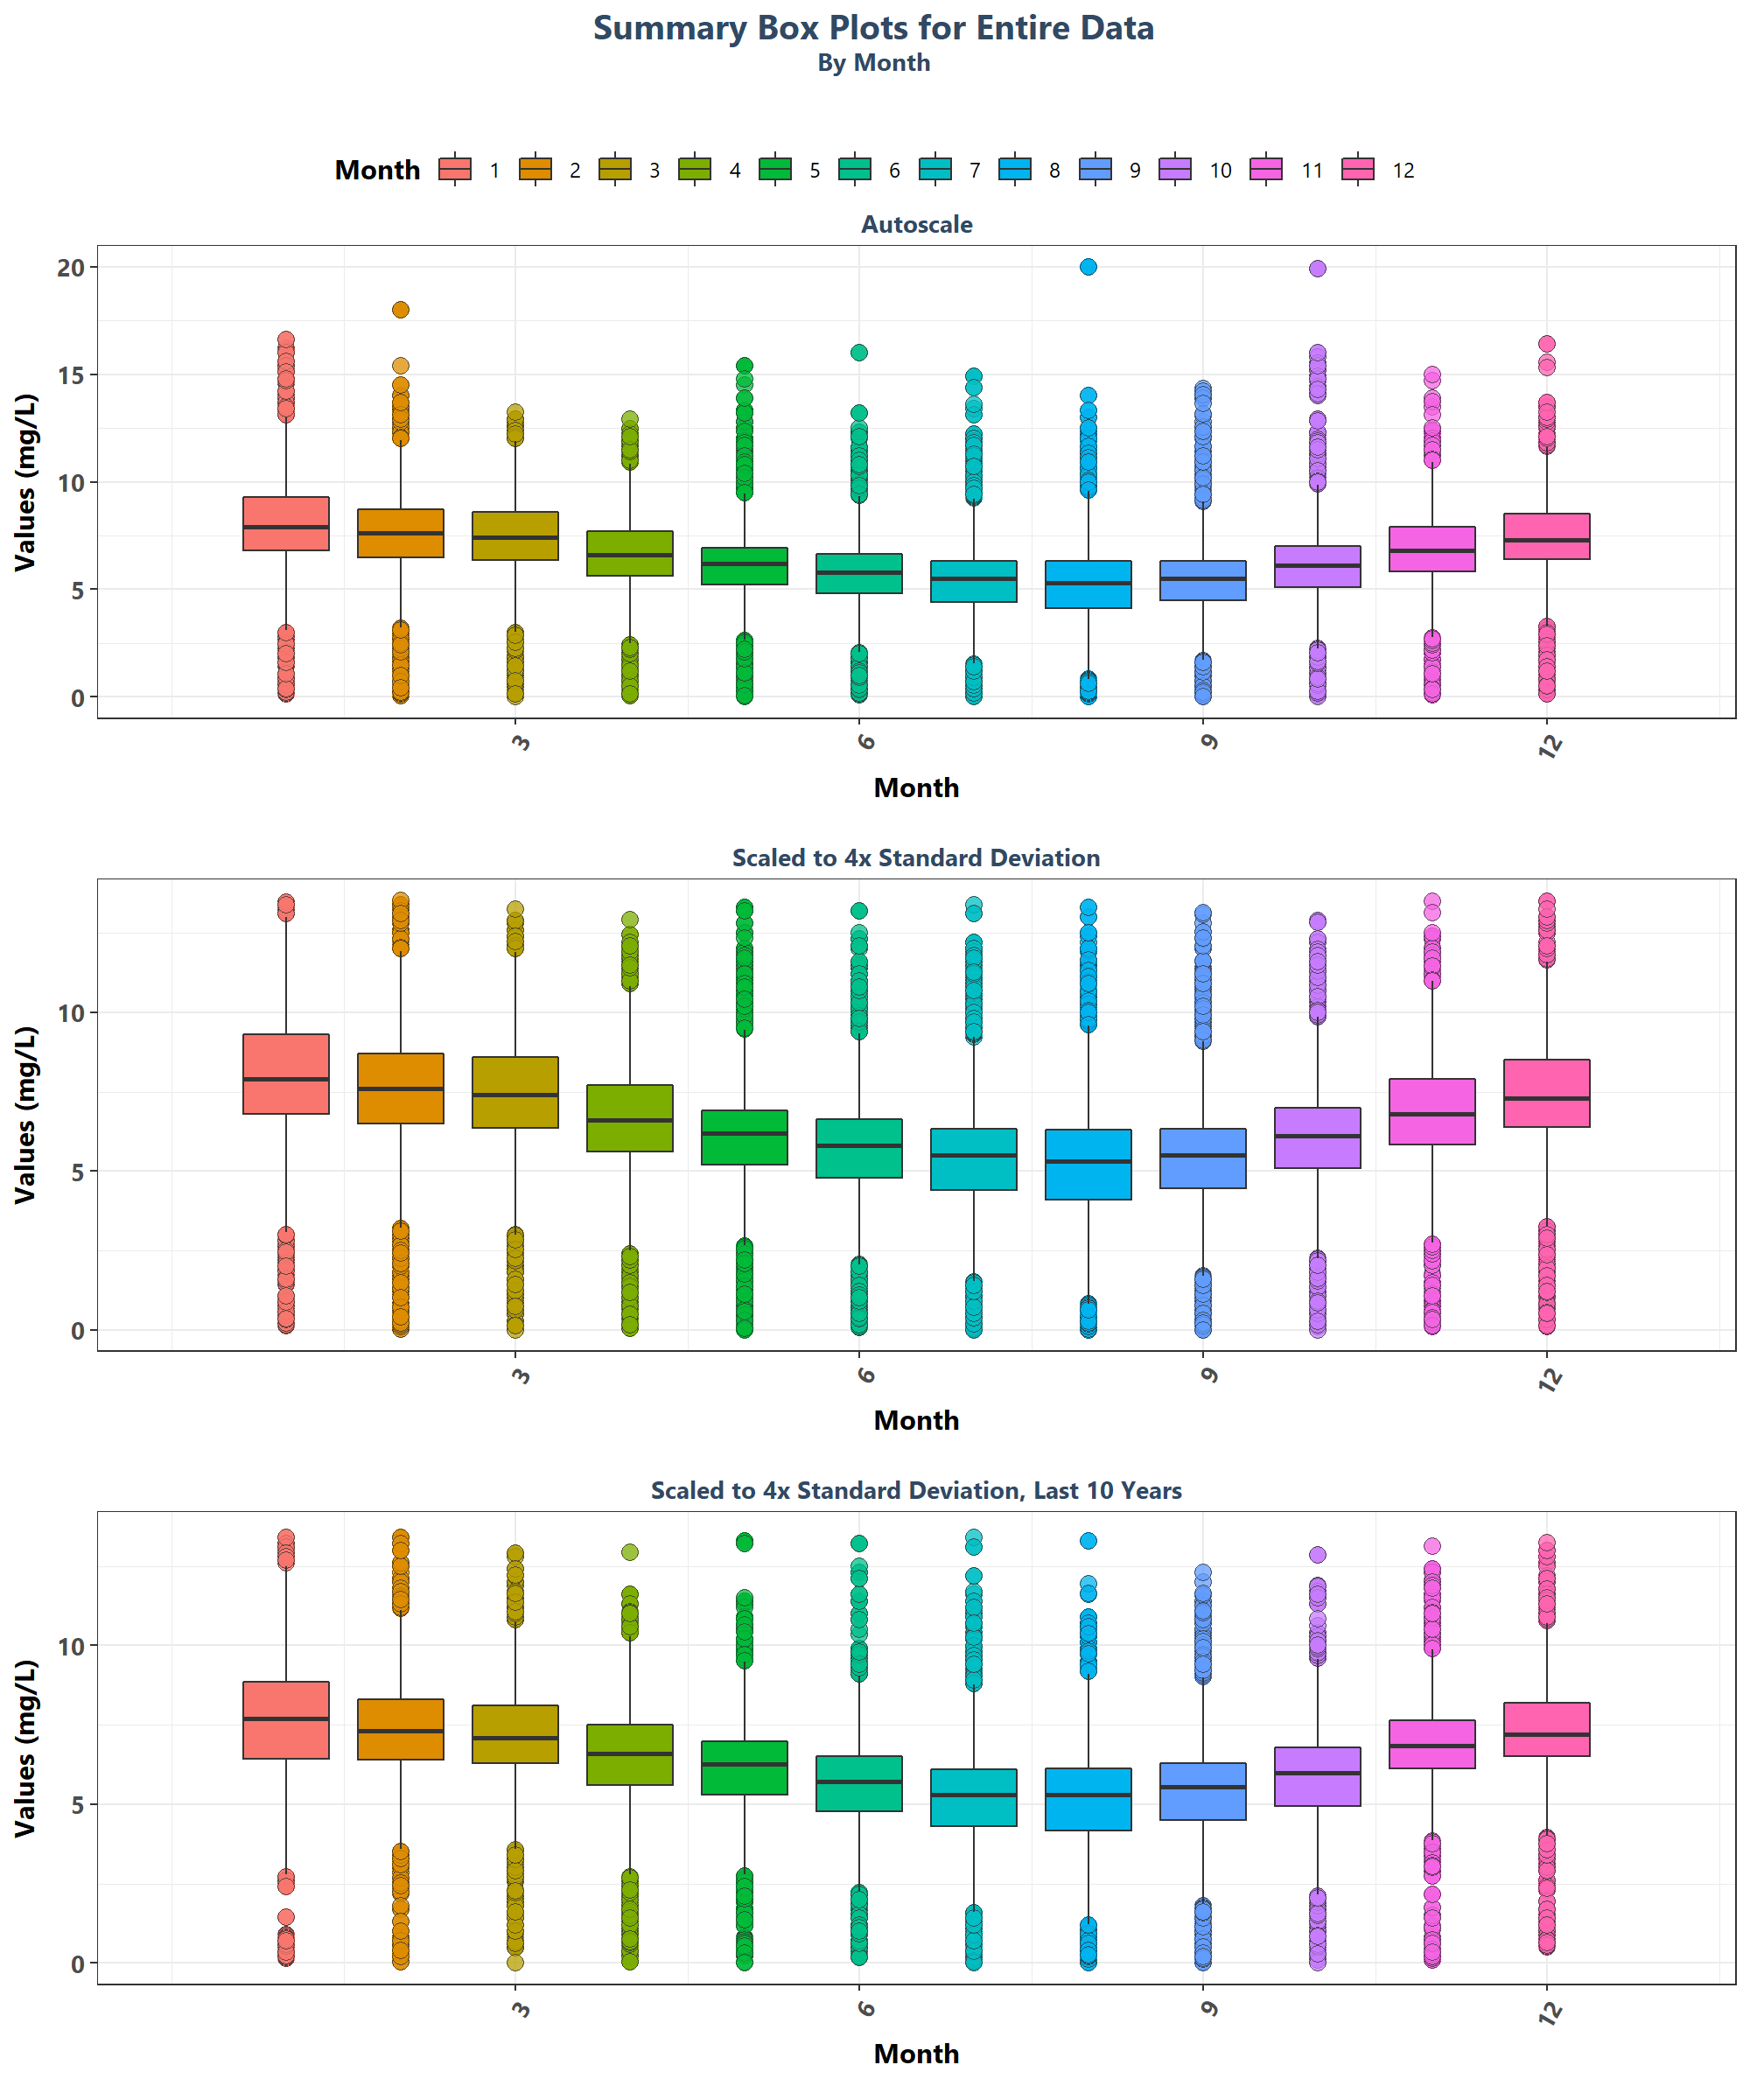 Summary Box Plots for Entire Data
By Month
Month 1 2 3 4 5 6 7 8 9 10 11 12
Autoscale
Values (mg/L)
20
15
10
5
0
3 6 9 12
Month
Scaled to 4x Standard Deviation
Values (mg/L)
10
5
0
3 6 9 12
Month
Scaled to 4x Standard Deviation, Last 10 Years
Values (mg/L)
10
5
0
3 6 9 12
Month